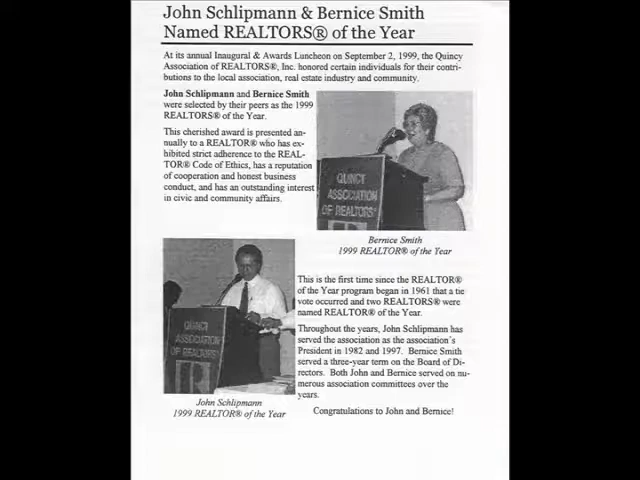 John Schlipmann & Bernice Smith
Named REALTORS® of the Year
At its annual Inaugural & Awards Luncheon on September 2, 1999, the Quincy
Association of REALTORS®, Inc. honored certain individuals for their contri-
butions to the local association, real estate industry and community.
John Schlipmann and Bernice Smith
were selected by their peers as the 1999
REALTORS® of the Year.
This cherished award is presented an-
nually to a REALTOR® who has ex-
hibited strict adherence to the REAL-
TOR® Code of Ethics, has a reputation
of cooperation and honest business
conduct, and has an outstanding interest
in civic and community affairs.
QUINCY
ASSOCIATION
OF REALTORS®
Bernice Smith
1999 REALTOR® of the Year
QUINCY
ASSOCIATION
OF REALTORS®
R
John Schlipmann
1999 REALTOR® of the Year
This is the first time since the REALTOR®
of the Year program began in 1961 that a tie
vote occurred and two REALTORS® were
named REALTOR® of the Year.
Throughout the years, John Schlipmann has
served the association as the association's
President in 1982 and 1997. Bernice Smith
served a three-year term on the Board of Di-
rectors. Both John and Bernice served on nu-
merous association committees over the
years.
Congratulations to John and Bernice!